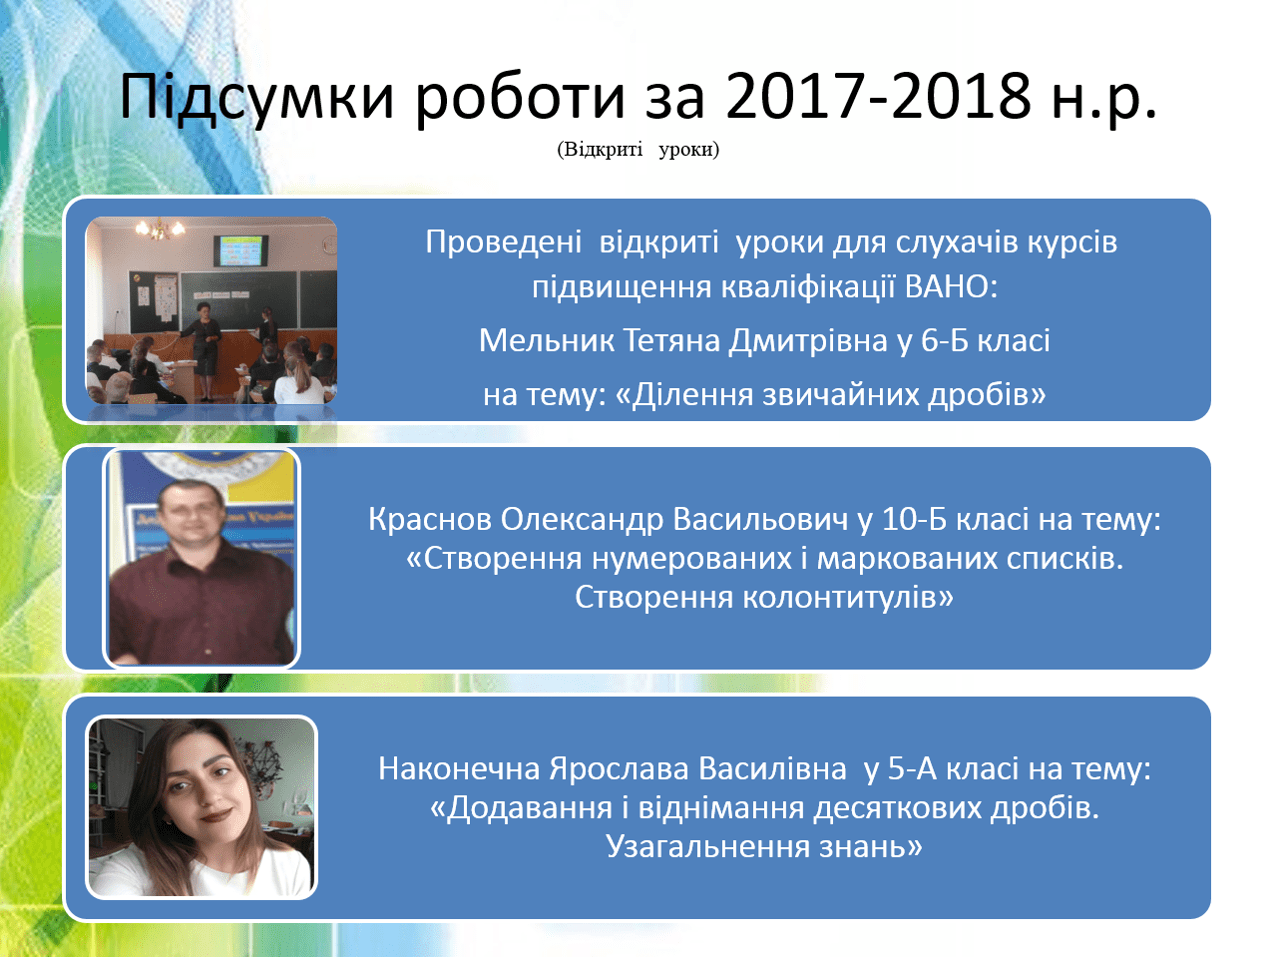 Підсумки роботи за 2017-2018 н.р.
(Відкриті уроки)
Проведені відкриті уроки для слухачів курсів
підвищення кваліфікації ВАНО:
Мельник Тетяна Дмитрівна у 6-Б класі
на тему: «Ділення звичайних дробів»
Краснов Олександр Васильович у 10-Б класі на тему:
«Створення нумерованих і маркованих списків.
Створення колонтитулів»
Наконечна Ярослава Василівна у 5-А класі на тему:
«Додавання і віднімання десяткових дробів.
Узагальнення знань»